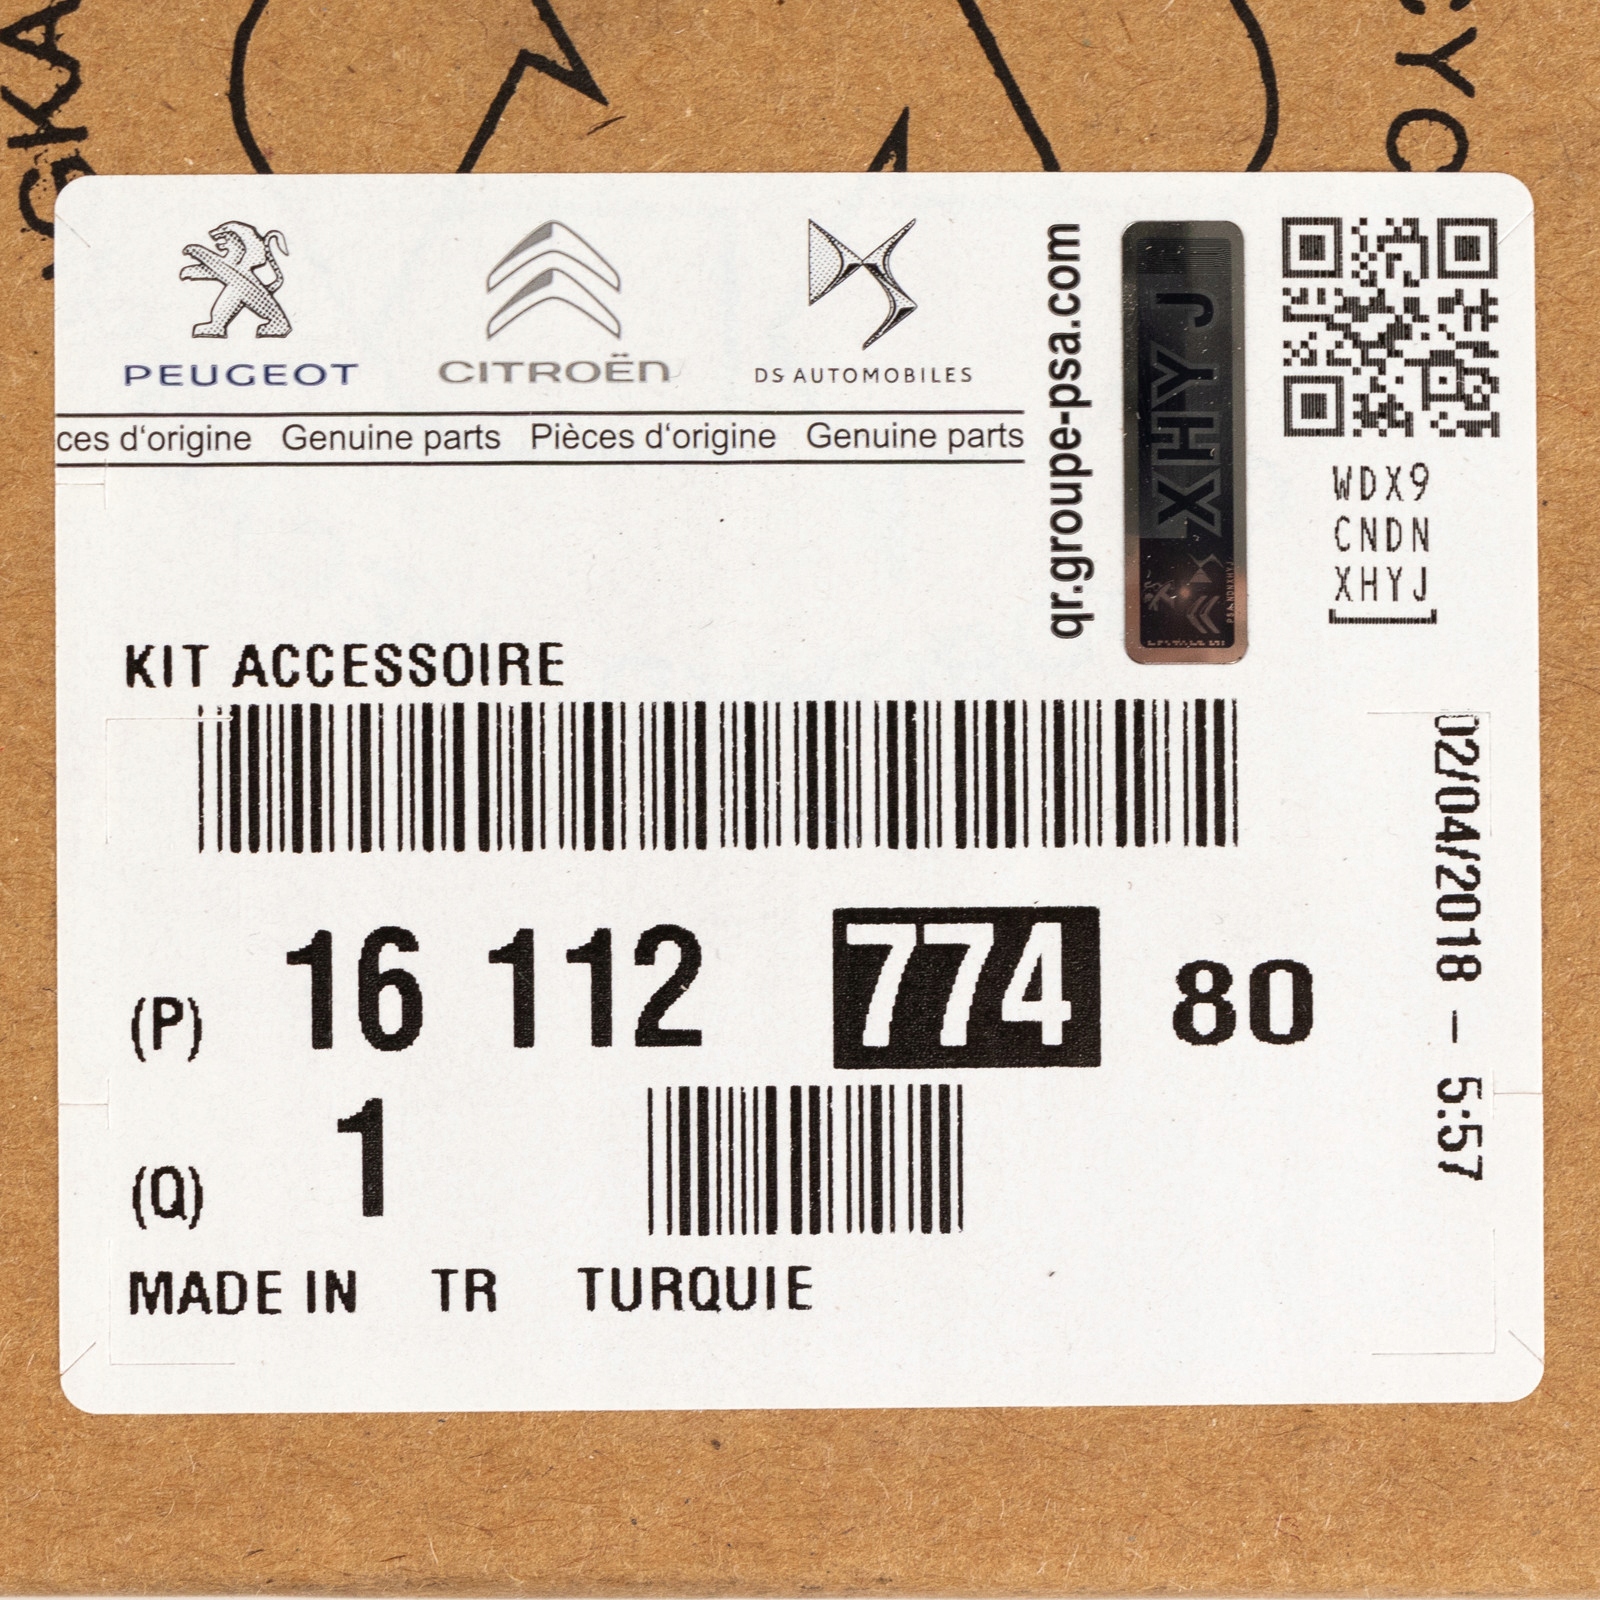 PEUGEOT
CITROËN
DS AUTOMOBILES
ces d'origine Genuine parts Pièces d'origine Genuine parts
qr.groupe-psa.com
XHYJ
WDX9
CNDN
XHYJ
KIT ACCESSOIRE
02/04/2018 – 5:57
(P) 16 112 774 80
(Q) 1
MADE IN TR TURQUIE